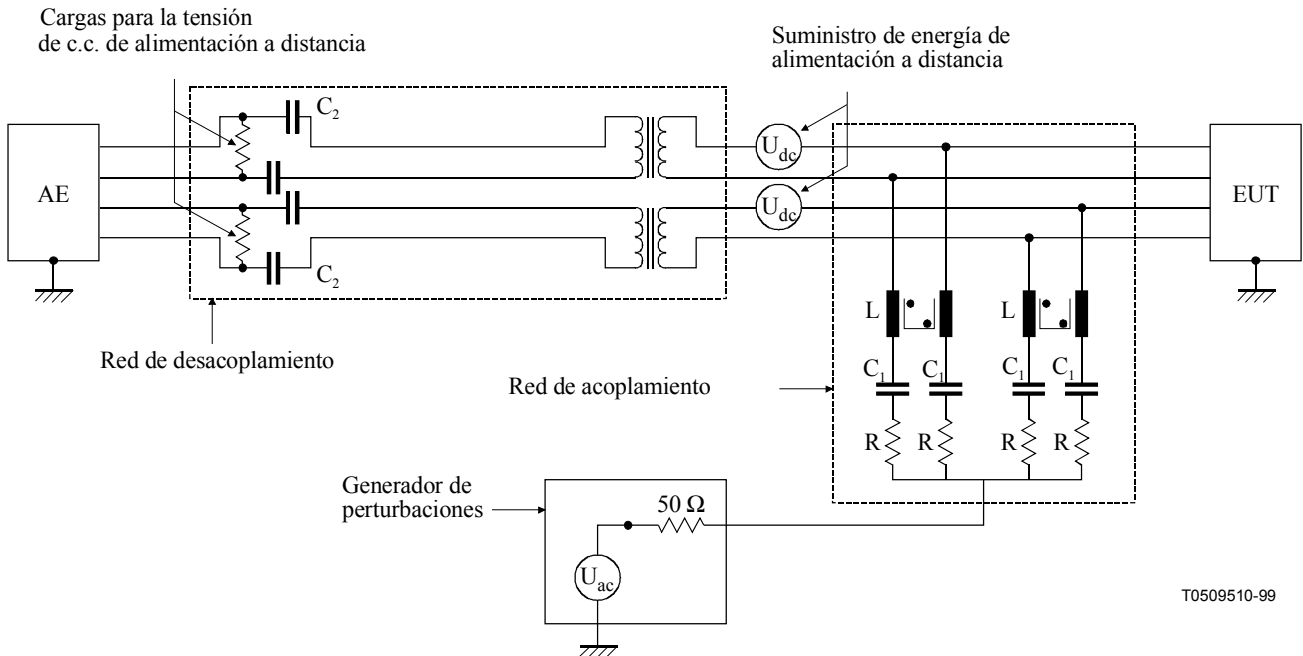 Cargas para la tensión
de c.c. de alimentación a distancia
Suministro de energía de
alimentación a distancia
C2
Udc
AE
Udc
EUT
C2
L
L
Red de desacoplamiento
Red de acoplamiento
C1
C1
C1
C1
R
R
R
R
Generador de
perturbaciones
50 Ω
Uac
T0509510-99